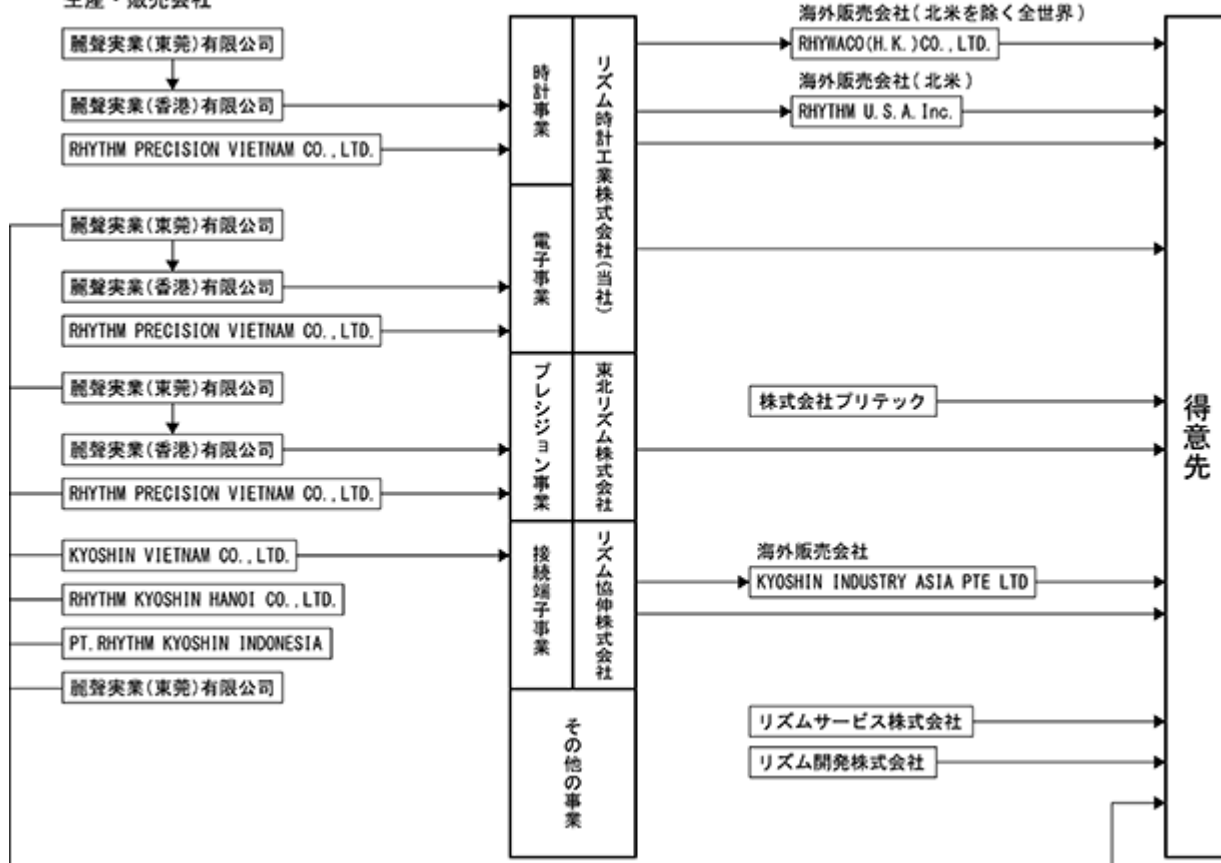 生産・販売会社
麗聲実業(東莞)有限公司
麗聲実業(香港)有限公司
RHYTHM PRECISION VIETNAM CO.,LTD.
麗聲実業(東莞)有限公司
麗聲実業(香港)有限公司
RHYTHM PRECISION VIETNAM CO.,LTD.
麗聲実業(東莞)有限公司
麗聲実業(香港)有限公司
RHYTHM PRECISION VIETNAM CO.,LTD.
KYOSHIN VIETNAM CO.,LTD.
RHYTHM KYOSHIN HANOI CO.,LTD.
PT.RHYTHM KYOSHIN INDONESIA
麗聲実業(東莞)有限公司
時計事業
電子事業
プレシジョン事業
接続端子事業
その他の事業
リズム時計工業株式会社(当社)
東北リズム株式会社
リズム協伸株式会社
海外販売会社(北米を除く全世界)
RHYWACO(H.K.)CO.,LTD.
海外販売会社(北米)
RHYTHM U.S.A.Inc.
株式会社プリテック
海外販売会社
KYOSHIN INDUSTRY ASIA PTE LTD
リズムサービス株式会社
リズム開発株式会社
得意先